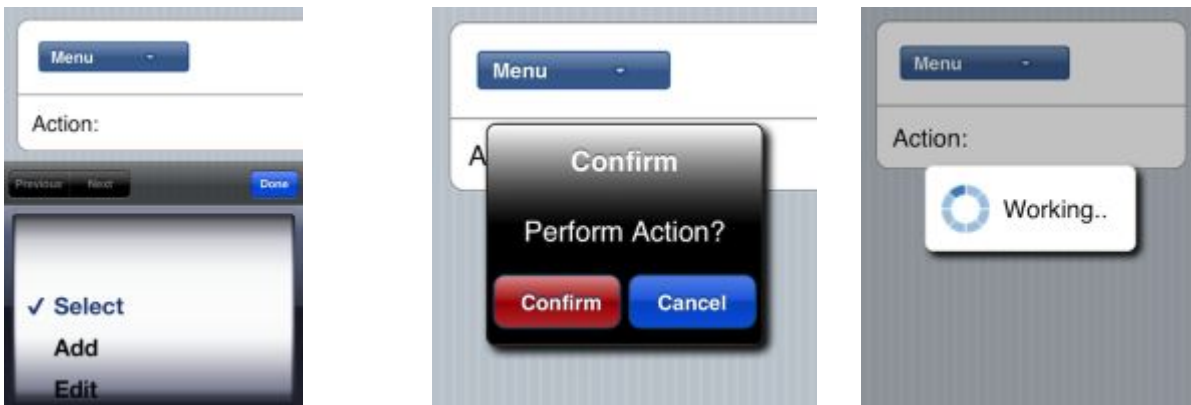 Menu
Action:
Previous Next Done
✓ Select
Add
Edit
Menu
A
Confirm
Perform Action?
Confirm Cancel
Menu
Action:
Working..